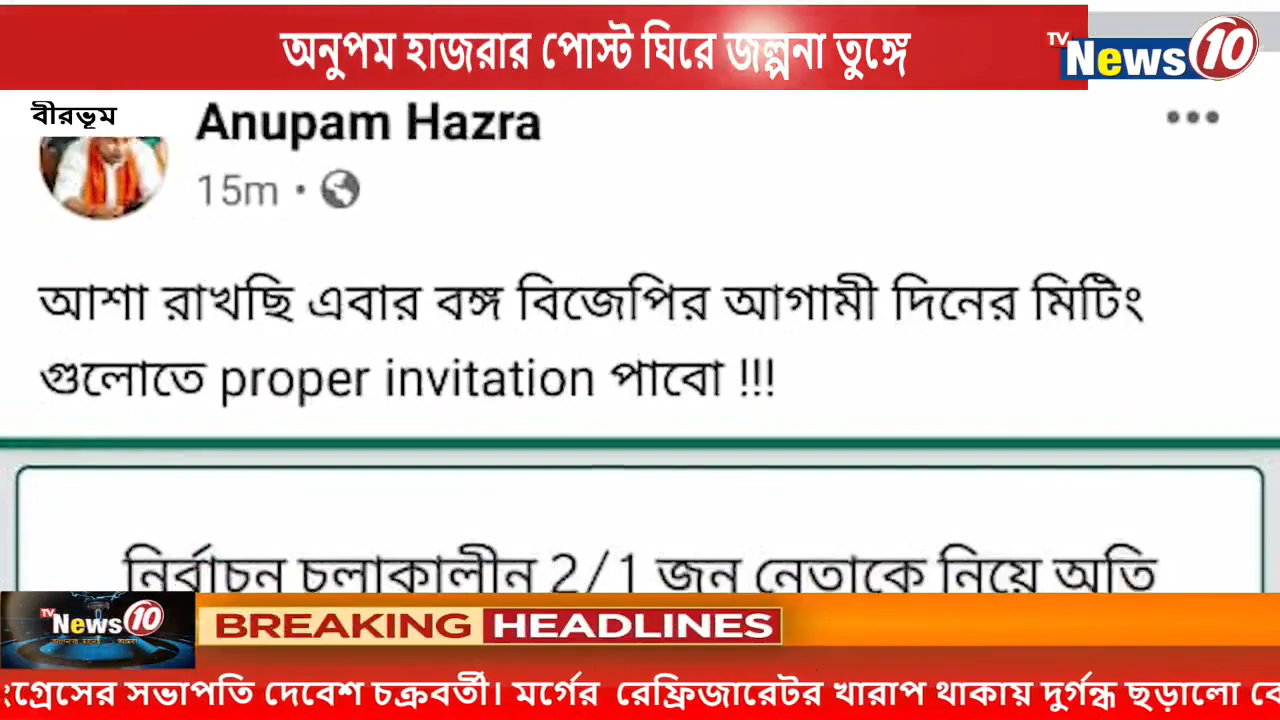 অনুপম হাজরার পোস্ট ঘিরে জল্পনা তুঙ্গে
TV News 10
বীরভূম
Anupam Hazra
15m
আশা রাখছি এবার বঙ্গ বিজেপির আগামী দিনের মিটিং
গুলোতে proper invitation পাবো !!!
নির্বাচন চলাকালীন 2/1 জন নেতাকে নিয়ে অতি
TV News 10
BREAKING HEADLINES
ংগ্রেসের সভাপতি দেবেশ চক্রবর্তী। মর্গের রেফ্রিজারেটর খারাপ থাকায় দুর্গন্ধ ছড়ালো